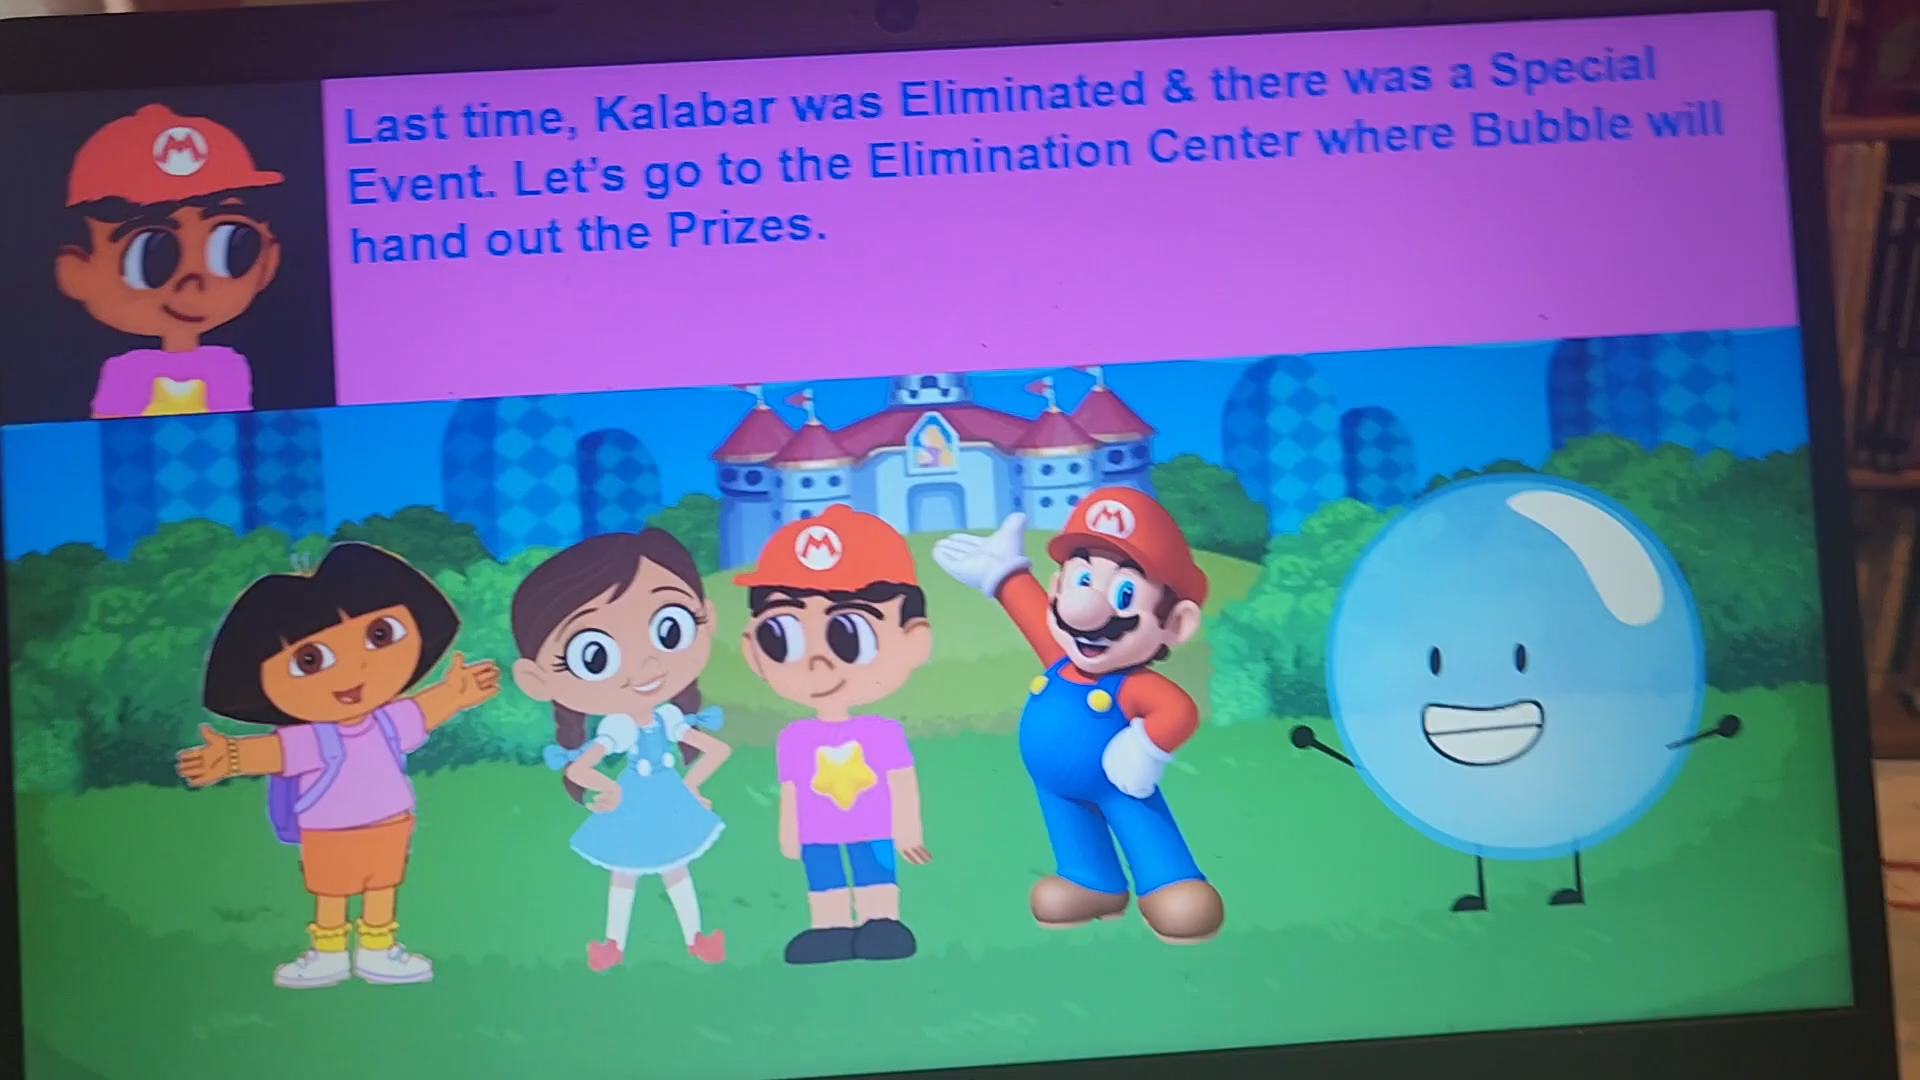 Last time, Kalabar was Eliminated & there was a Special
Event. Let's go to the Elimination Center where Bubble will
hand out the Prizes.
M
M
M